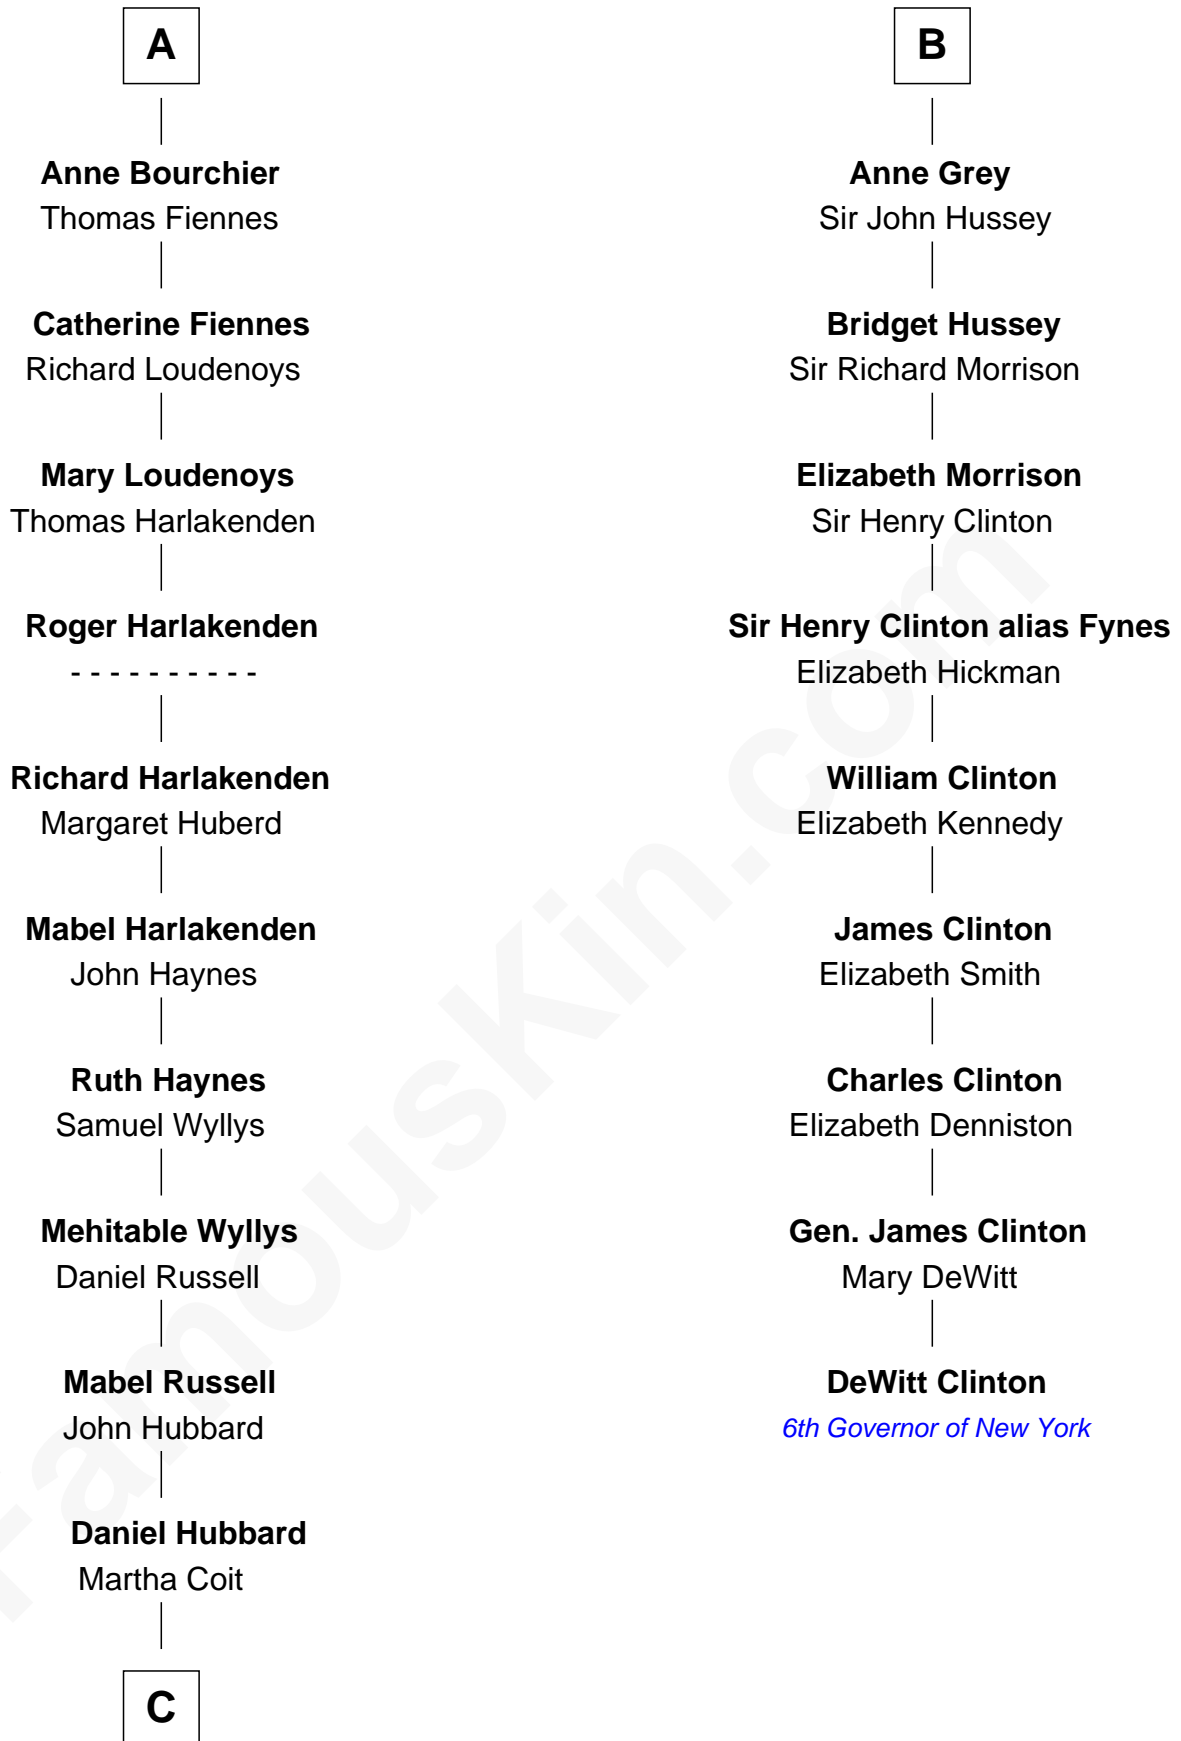 A
Anne Bourchier
Thomas Fiennes
Catherine Fiennes
Richard Loudenoys
Mary Loudenoys
Thomas Harlakenden
Roger Harlakenden
- - - - - - - - - -
Richard Harlakenden
Margaret Huberd
Mabel Harlakenden
John Haynes
Ruth Haynes
Samuel Wyllys
Mehitable Wyllys
Daniel Russell
Mabel Russell
John Hubbard
Daniel Hubbard
Martha Coit
C
B
Anne Grey
Sir John Hussey
Bridget Hussey
Sir Richard Morrison
Elizabeth Morrison
Sir Henry Clinton
Sir Henry Clinton alias Fynes
Elizabeth Hickman
William Clinton
Elizabeth Kennedy
James Clinton
Elizabeth Smith
Charles Clinton
Elizabeth Denniston
Gen. James Clinton
Mary DeWitt
DeWitt Clinton
6th Governor of New York
FamousKin.com